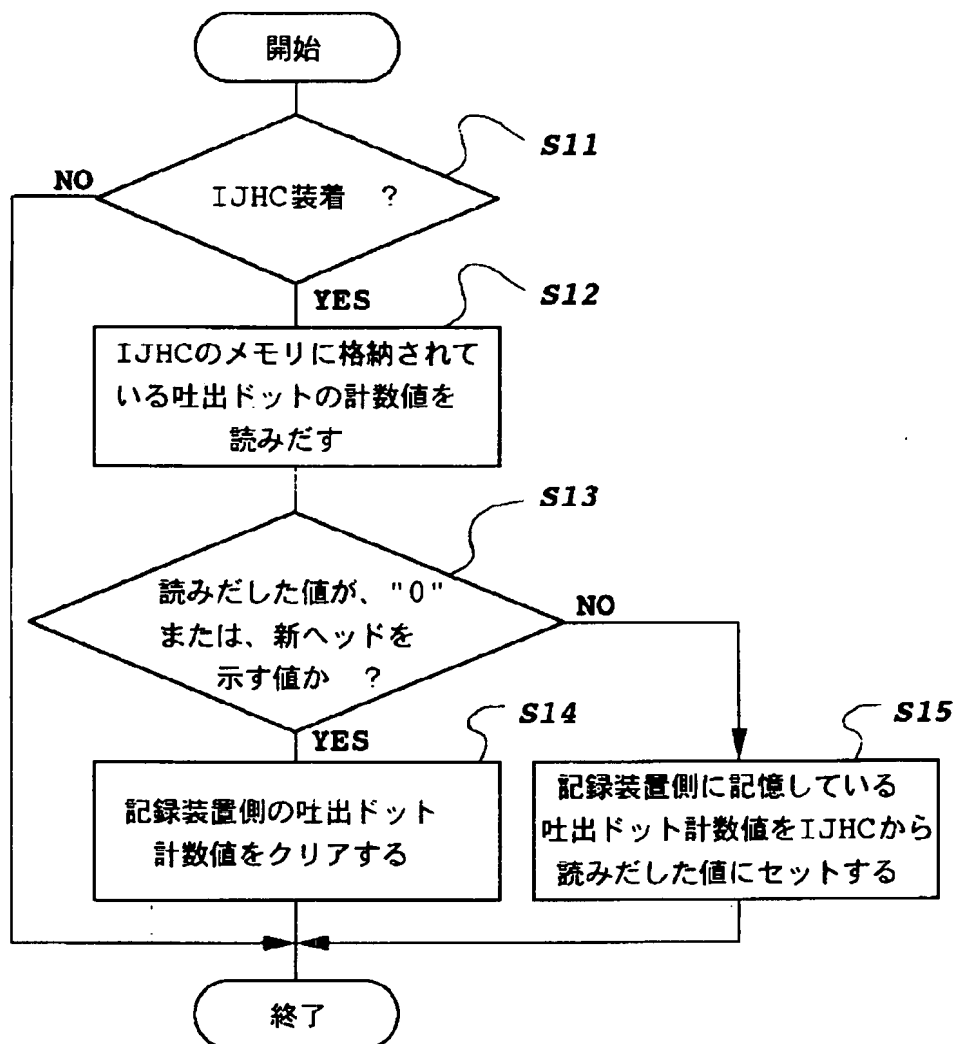 開始
S11
NO
IJHC装着 ?
YES
S12
IJHCのメモリに格納されて
いる吐出ドットの計数値を
読みだす
S13
読みだした値が、"0"
または、新ヘッドを
示す値か ?
NO
YES
S14
記録装置側の吐出ドット
計数値をクリアする
S15
記録装置側に記憶している
吐出ドット計数値をIJHCから
読みだした値にセットする
終了